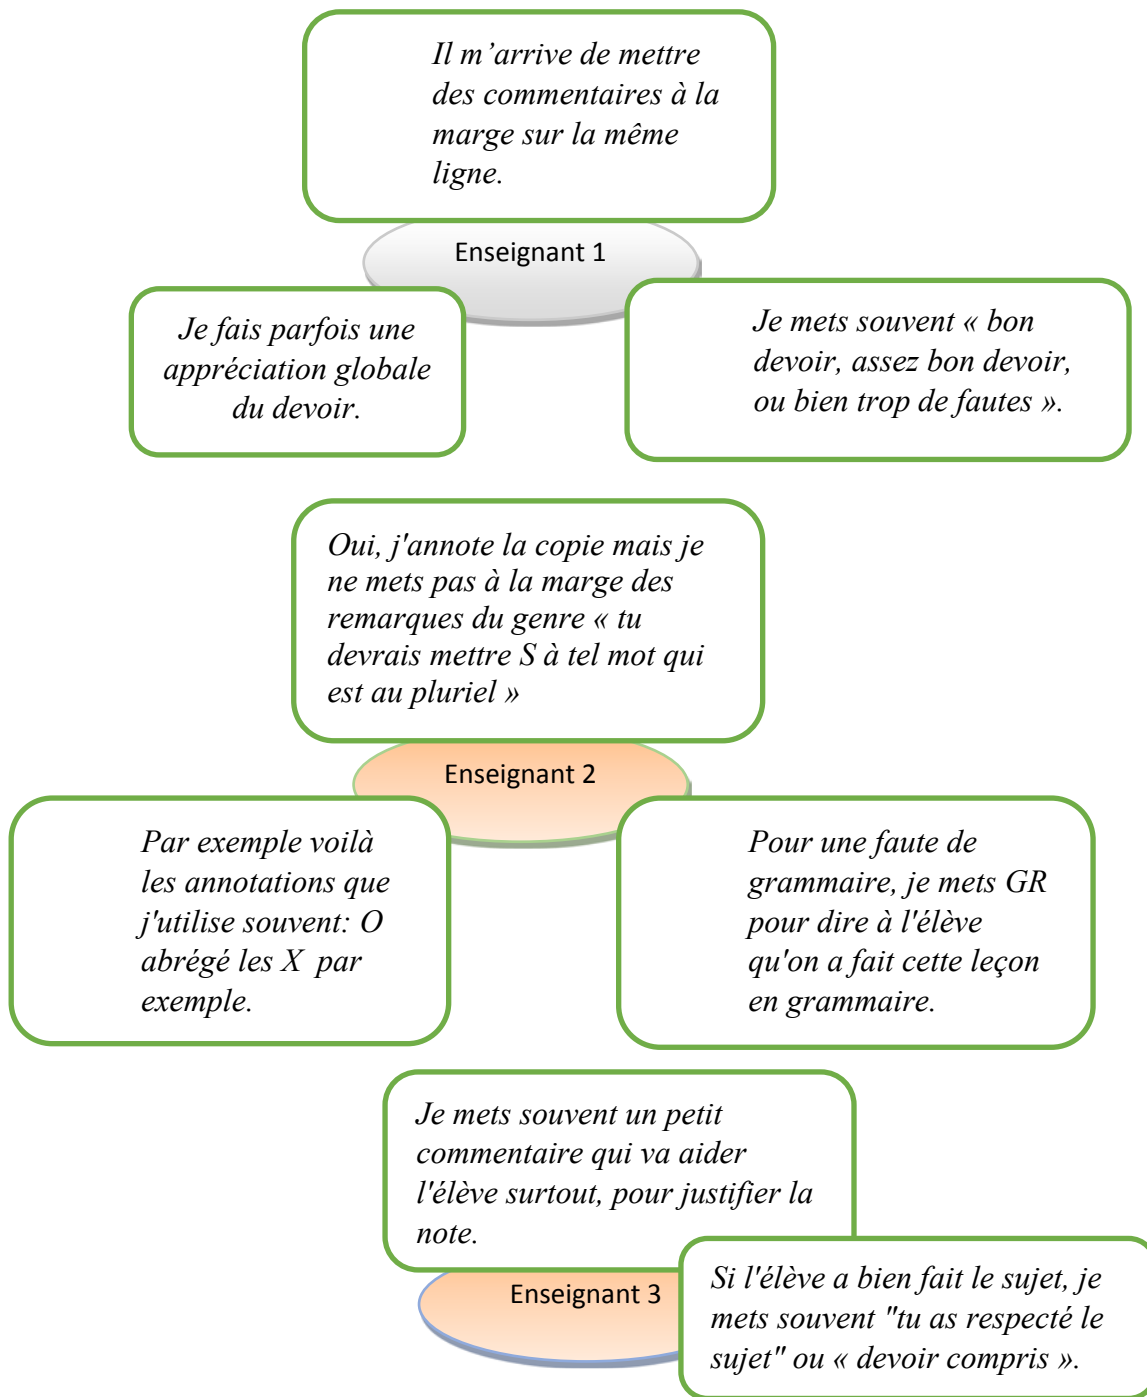 Il m’arrive de mettre
des commentaires à la
marge sur la même
ligne.
Enseignant 1
Je fais parfois une
appréciation globale
du devoir.
Je mets souvent « bon
devoir, assez bon devoir,
ou bien trop de fautes ».
Oui, j'annote la copie mais je
ne mets pas à la marge des
remarques du genre « tu
devrais mettre S à tel mot qui
est au pluriel »
Enseignant 2
Par exemple voilà
les annotations que
j'utilise souvent: O
abrégé les X par
exemple.
Pour une faute de
grammaire, je mets GR
pour dire à l'élève
qu'on a fait cette leçon
en grammaire.
Je mets souvent un petit
commentaire qui va aider
l'élève surtout, pour justifier la
note.
Enseignant 3
Si l'élève a bien fait le sujet, je
mets souvent "tu as respecté le
sujet" ou « devoir compris ».